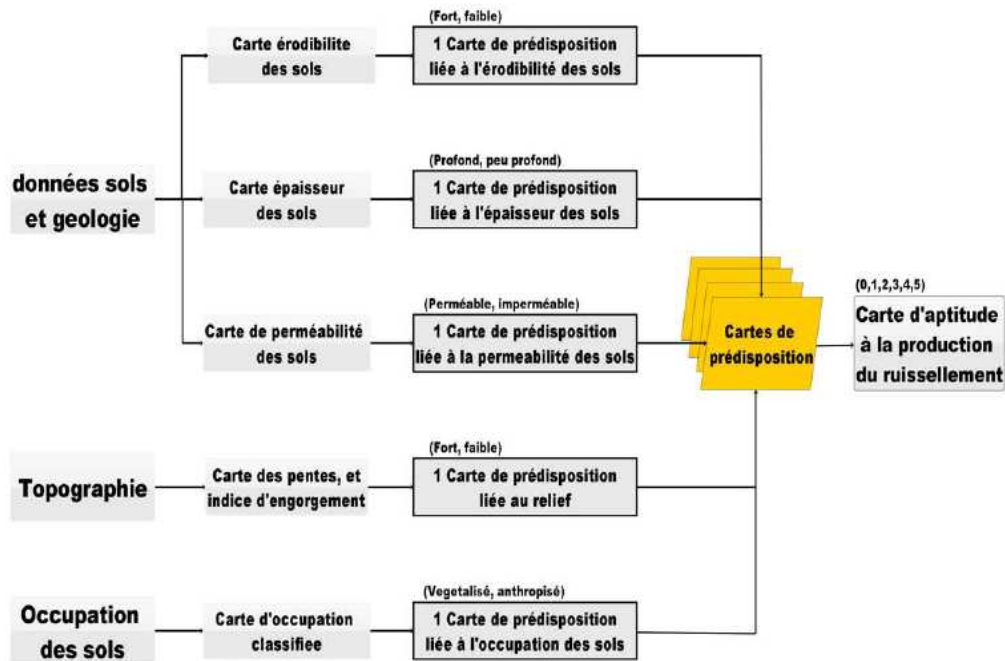 (Fort, faible)
Carte érodibilite
des sols
1 Carte de prédisposition
liée à l'érodibilité des sols
données sols
et geologie
Carte épaisseur
des sols
(Profond, peu profond)
1 Carte de prédisposition
liée à l'épaisseur des sols
Carte de perméabilité
des sols
(Perméable, imperméable)
1 Carte de prédisposition
liée à la permeabilité des sols
Cartes de
prédisposition
(0,1,2,3,4,5)
Carte d'aptitude
à la production
du ruissellement
Topographie
Carte des pentes, et
indice d'engorgement
(Fort, faible)
1 Carte de prédisposition
liée au relief
Occupation
des sols
Carte d'occupation
classifiee
(Vegetalisé, anthropisé)
1 Carte de prédisposition
liée à l'occupation des sols